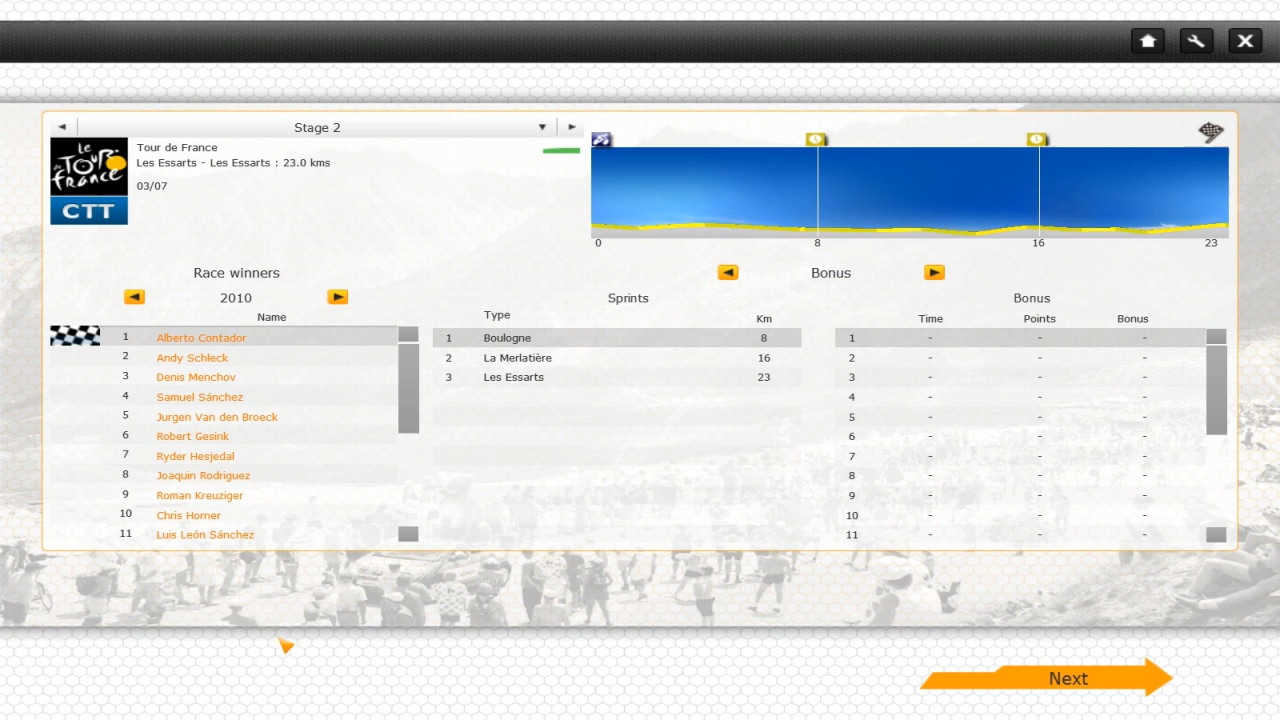 Stage 2
Le Tour de France
CTT
Tour de France
Les Essarts - Les Essarts : 23.0 kms
03/07
0 8 16 23
Race winners
2010
Name
1 Alberto Contador
2 Andy Schleck
3 Denis Menchov
4 Samuel Sánchez
5 Jurgen Van den Broeck
6 Robert Gesink
7 Ryder Hesjedal
8 Joaquin Rodriguez
9 Roman Kreuziger
10 Chris Horner
11 Luis León Sánchez
Bonus
Sprints
Type Km
1 Boulogne 8
2 La Merlatière 16
3 Les Essarts 23
Bonus
Time Points Bonus
1 - - -
2 - - -
3 - - -
4 - - -
5 - - -
6 - - -
7 - - -
8 - - -
9 - - -
10 - - -
11 - - -
Next